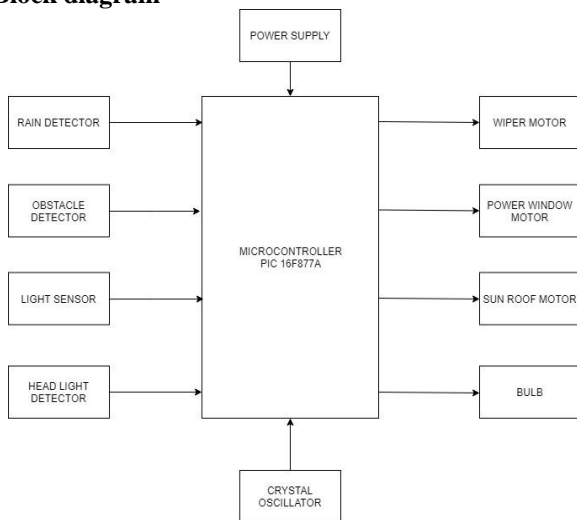 Block diagram
POWER SUPPLY
RAIN DETECTOR
WIPER MOTOR
OBSTACLE
DETECTOR
POWER WINDOW
MOTOR
MICROCONTROLLER
PIC 16F877A
LIGHT SENSOR
SUN ROOF MOTOR
HEAD LIGHT
DETECTOR
BULB
CRYSTAL
OSCILLATOR